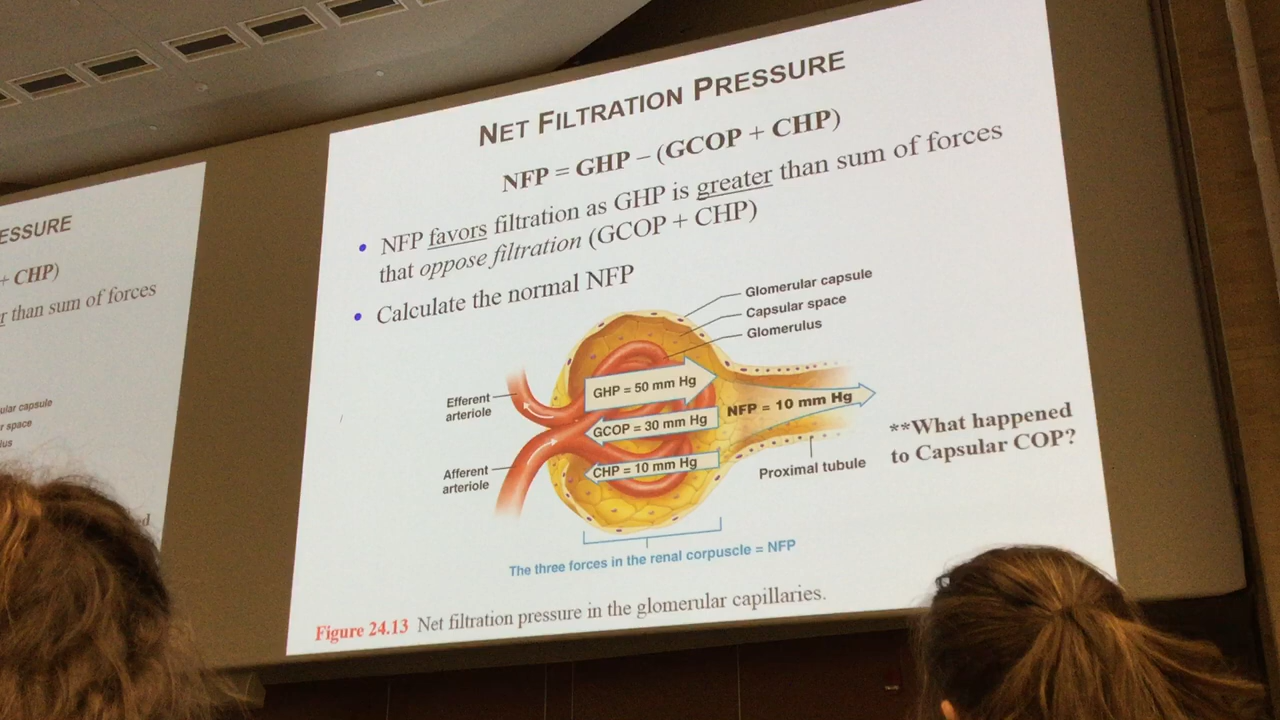 ESSURE
+ CHP)
r than sum of forces
ular capsule
r space
lus
ed
NET FILTRATION PRESSURE
NFP = GHP – (GCOP + CHP)
• NFP favors filtration as GHP is greater than sum of forces
that oppose filtration (GCOP + CHP)
• Calculate the normal NFP
Glomerular capsule
Capsular space
Glomerulus
Efferent
arteriole
GHP = 50 mm Hg
GCOP = 30 mm Hg
NFP = 10 mm Hg
CHP = 10 mm Hg
Afferent
arteriole
Proximal tubule
**What happened
to Capsular COP?
The three forces in the renal corpuscle = NFP
Figure 24.13 Net filtration pressure in the glomerular capillaries.